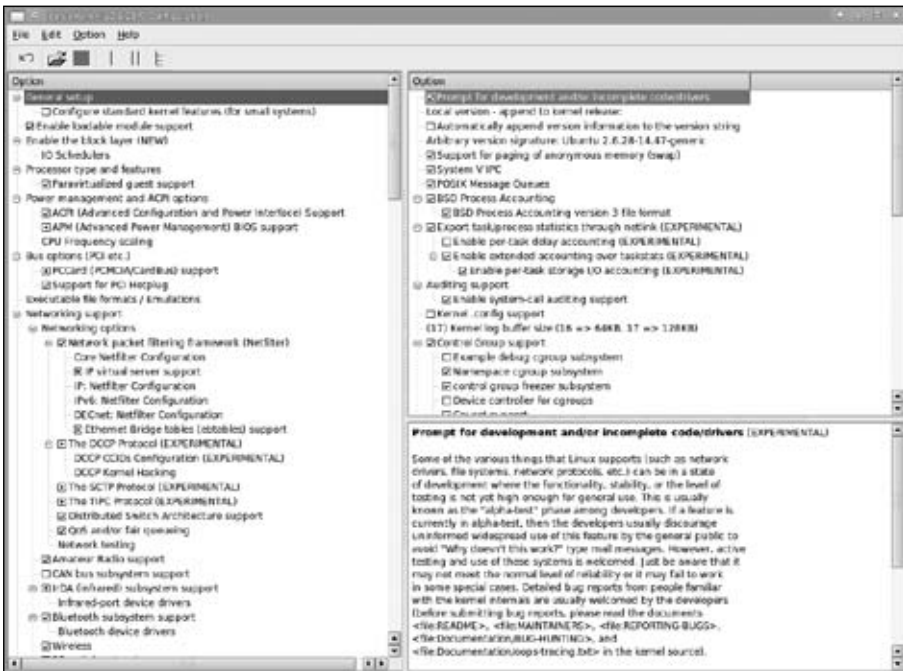 File Edit Option Help
Option
General setup
Configure standard kernel features (for small systems)
Enable loadable module support
Enable the block layer (NEW)
IO Schedulers
Processor type and features
Paravirtualized guest support
Power management and ACPI options
ACPI (Advanced Configuration and Power Interface) Support
APM (Advanced Power Management) BIOS support
CPU Frequency scaling
Bus options (PCI etc.)
PCCard (PCMCIA/CardBus) support
Support for PCI Hotplug
Executable file formats / Emulations
Networking support
Networking options
Network packet filtering framework (Netfilter)
Core Netfilter Configuration
IP virtual server support
IP: Netfilter Configuration
IPv6: Netfilter Configuration
DECnet: Netfilter Configuration
Ethernet Bridge tables (ebtables) support
The DCCP Protocol (EXPERIMENTAL)
DCCP CCIDs Configuration (EXPERIMENTAL)
DCCP Kernel Hacking
The SCTP Protocol (EXPERIMENTAL)
The TIPC Protocol (EXPERIMENTAL)
Distributed Switch Architecture support
QoS and/or fair queueing
Network testing
Amateur Radio support
CAN bus subsystem support
IrDA (infrared) subsystem support
Infrared-port device drivers
Bluetooth subsystem support
Bluetooth device drivers
Wireless
Option
Prompt for development and/or incomplete code/drivers
Local version - append to kernel release:
Automatically append version information to the version string
Arbitrary version signature: Ubuntu 2.6.28-14.47-generic
Support for paging of anonymous memory (swap)
System V IPC
POSIX Message Queues
BSD Process Accounting
BSD Process Accounting version 3 file format
Export task/process statistics through netlink (EXPERIMENTAL)
Enable per-task delay accounting (EXPERIMENTAL)
Enable extended accounting over taskstats (EXPERIMENTAL)
Enable per-task storage I/O accounting (EXPERIMENTAL)
Auditing support
Enable system-call auditing support
Kernel .config support
(17) Kernel log buffer size (16 => 64KB, 17 => 128KB)
Control Group support
Example debug cgroup subsystem
Namespace cgroup subsystem
control group freezer subsystem
Device controller for cgroups
Prompt for development and/or incomplete code/drivers (EXPERIMENTAL)
Some of the various things that Linux supports (such as network
drivers, file systems, network protocols, etc.) can be in a state
of development where the functionality, stability, or the level of
testing is not yet high enough for general use. This is usually
known as the "alpha-test" phase among developers. If a feature is
currently in alpha-test, then the developers usually discourage
uninformed widespread use of this feature by the general public to
avoid "Why doesn't this work?" type mail messages. However, active
testing and use of these systems is welcomed. Just be aware that it
may not meet the normal level of reliability or it may fail to work
in some special cases. Detailed bug reports from people familiar
with the kernel internals are usually welcomed by the developers
(before submitting bug reports, please read the documents
<file:README>, <file:MAINTAINERS>, <file:REPORTING-BUGS>,
<file:Documentation/BUG-HUNTING>, and
<file:Documentation/oops-tracing.txt> in the kernel source).